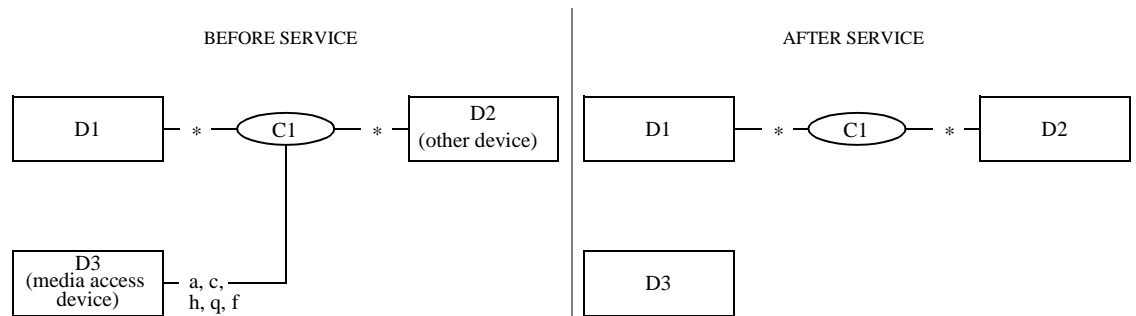 BEFORE SERVICE
D1
*
C1
*
D2
(other device)
D3
(media access
device)
a, c,
h, q, f
AFTER SERVICE
D1
*
C1
*
D2
D3